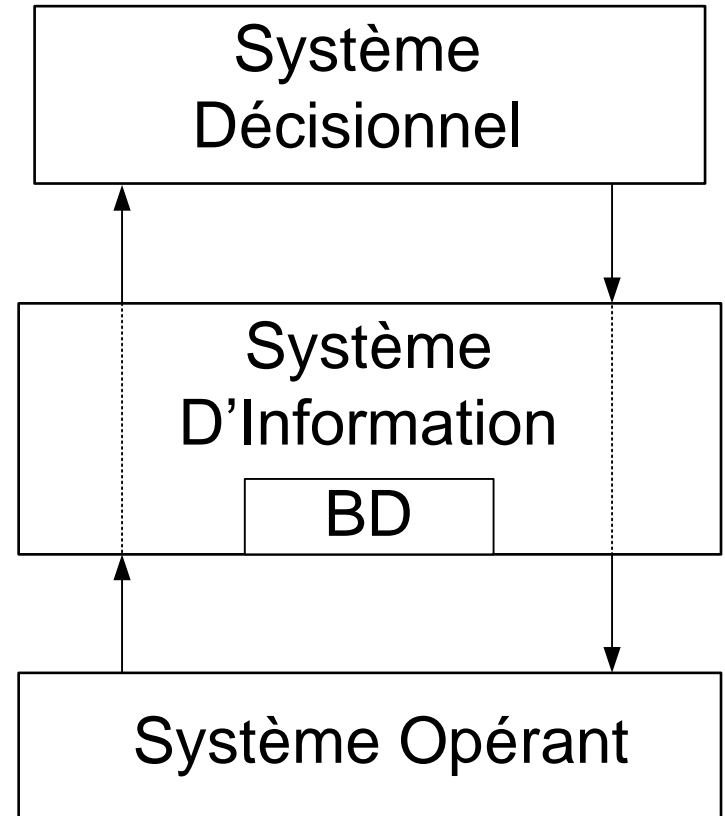 Système
Décisionnel
Système
D’Information
BD
Système Opérant